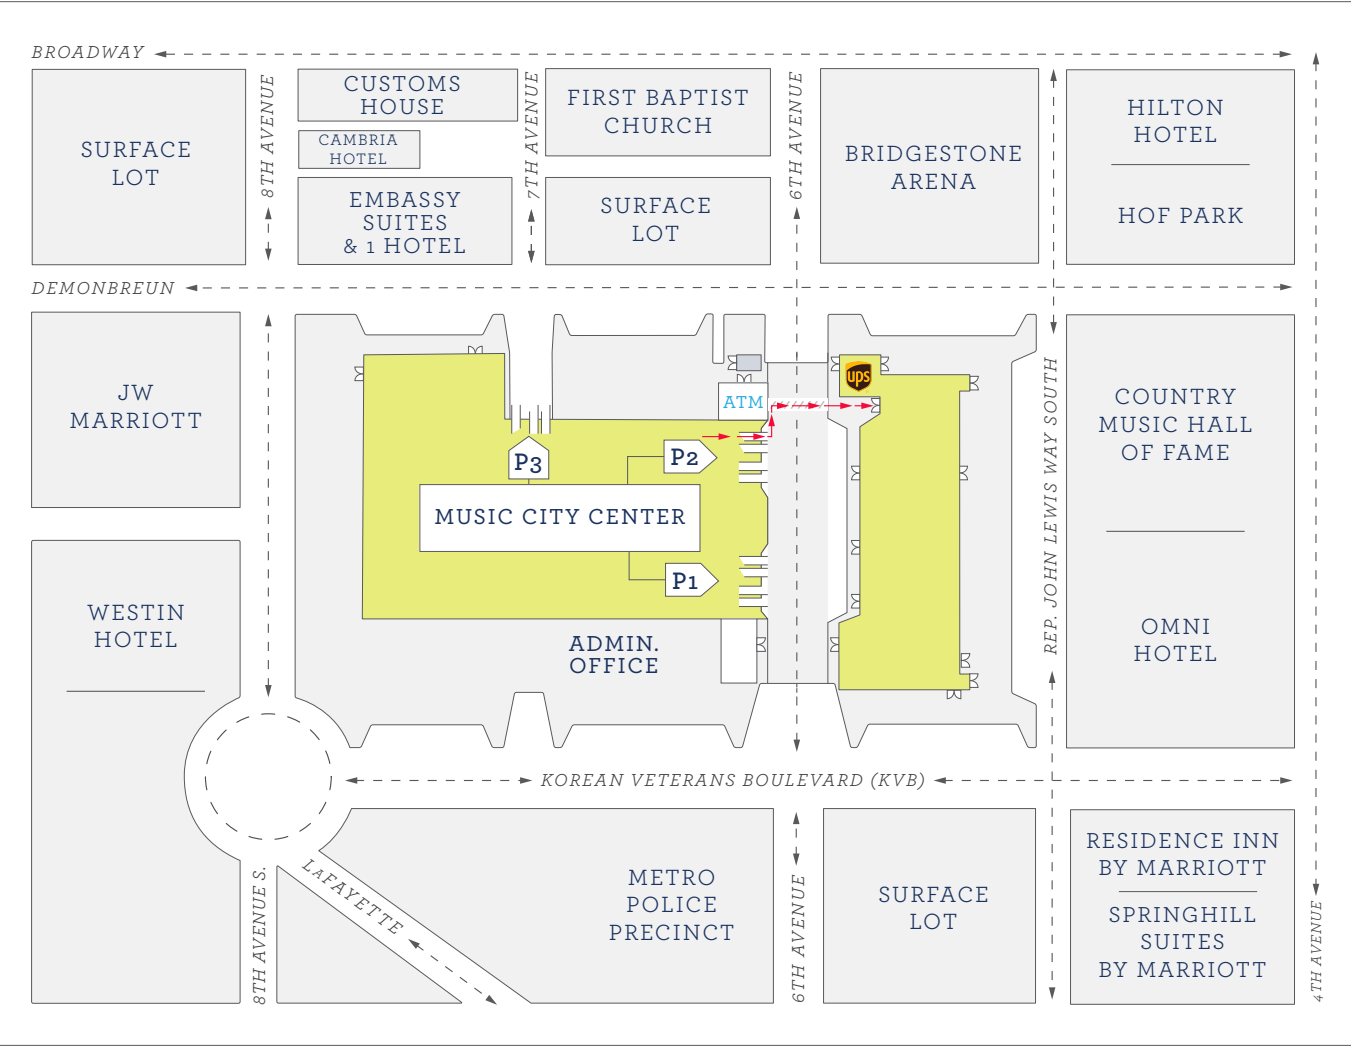 BROADWAY
SURFACE
LOT
8TH AVENUE
CUSTOMS
HOUSE
CAMBRIA
HOTEL
EMBASSY
SUITES
& 1 HOTEL
7TH AVENUE
FIRST BAPTIST
CHURCH
SURFACE
LOT
6TH AVENUE
BRIDGESTONE
ARENA
HILTON
HOTEL
HOF PARK
DEMONBREUN
JW
MARRIOTT
ups
ATM
P3
P2
MUSIC CITY CENTER
P1
ADMIN.
OFFICE
REP. JOHN LEWIS WAY SOUTH
COUNTRY
MUSIC HALL
OF FAME
OMNI
HOTEL
WESTIN
HOTEL
KOREAN VETERANS BOULEVARD (KVB)
8TH AVENUE S.
LAFAYETTE
METRO
POLICE
PRECINCT
6TH AVENUE
SURFACE
LOT
RESIDENCE INN
BY MARRIOTT
SPRINGHILL
SUITES
BY MARRIOTT
4TH AVENUE